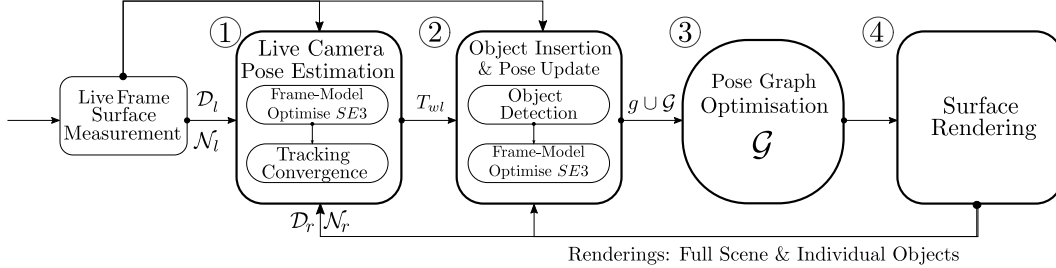 Live Frame
Surface
Measurement
𝒟_l
𝒩_l
①
Live Camera
Pose Estimation
Frame-Model
Optimise SE3
Tracking
Convergence
𝒟_r 𝒩_r
T_wl
②
Object Insertion
& Pose Update
Object
Detection
Frame-Model
Optimise SE3
g ∪ 𝒢
③
Pose Graph
Optimisation
𝒢
④
Surface
Rendering
Renderings: Full Scene & Individual Objects